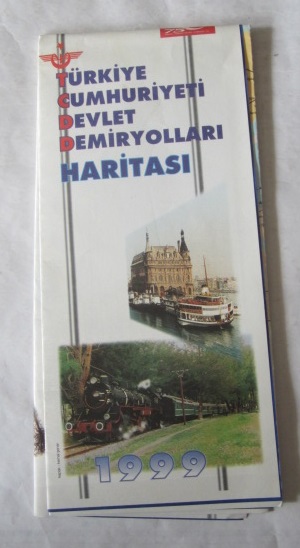 TÜRKİYE
CUMHURİYETİ
DEVLET
DEMİRYOLLARI
HARİTASI
1999